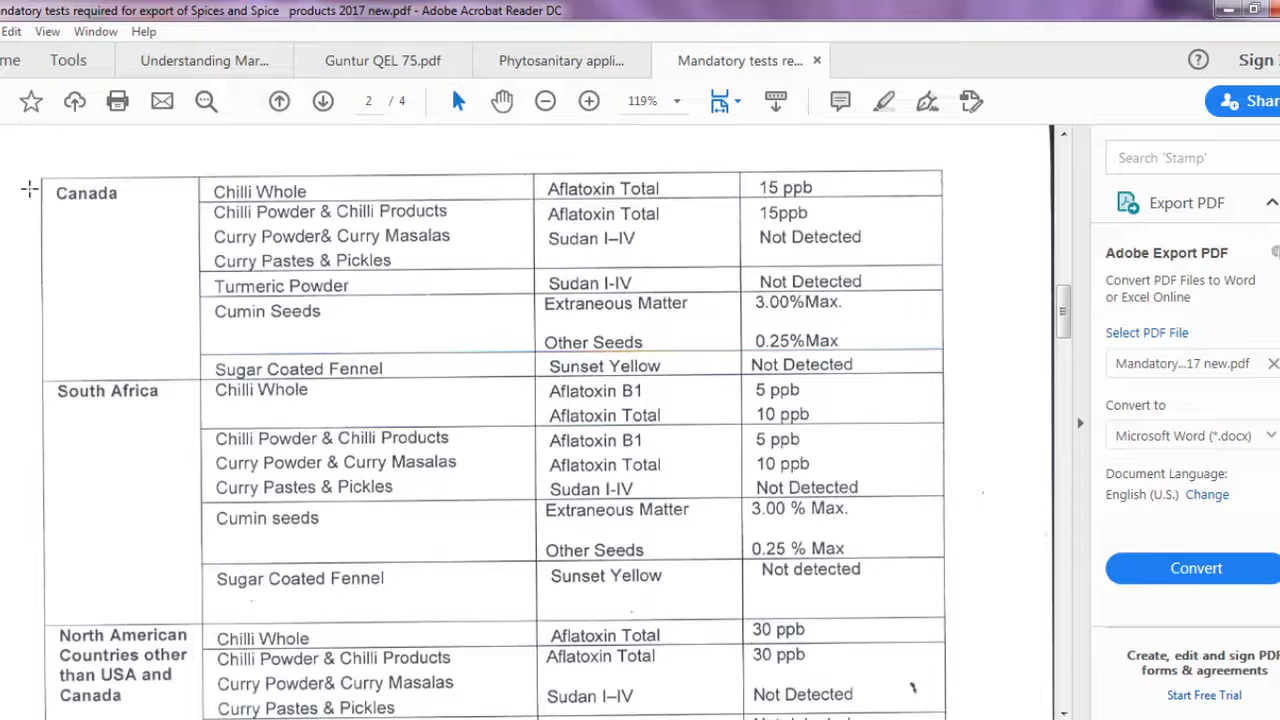 ndatory tests required for export of Spices and Spice products 2017 new.pdf - Adobe Acrobat Reader DC
Edit View Window Help
me Tools Understanding Mar... Guntur QEL 75.pdf Phytosanitary appli... Mandatory tests re... × Sign
2 / 4 119% Shar
Canada Chilli Whole Aflatoxin Total 15 ppb
Chilli Powder & Chilli Products Aflatoxin Total 15ppb
Curry Powder& Curry Masalas Sudan I–IV Not Detected
Curry Pastes & Pickles
Turmeric Powder Sudan I-IV Not Detected
Cumin Seeds Extraneous Matter 3.00%Max.
Other Seeds 0.25%Max
Sugar Coated Fennel Sunset Yellow Not Detected
South Africa Chilli Whole Aflatoxin B1 5 ppb
Aflatoxin Total 10 ppb
Chilli Powder & Chilli Products Aflatoxin B1 5 ppb
Curry Powder & Curry Masalas Aflatoxin Total 10 ppb
Curry Pastes & Pickles Sudan I-IV Not Detected
Cumin seeds Extraneous Matter 3.00 % Max.
Other Seeds 0.25 % Max
Sugar Coated Fennel Sunset Yellow Not detected
North American Chilli Whole Aflatoxin Total 30 ppb
Countries other Chilli Powder & Chilli Products Aflatoxin Total 30 ppb
than USA and Curry Powder& Curry Masalas
Canada Curry Pastes & Pickles Sudan I–IV Not Detected
Search 'Stamp'
Export PDF
Adobe Export PDF
Convert PDF Files to Word
or Excel Online
Select PDF File
Mandatory...17 new.pdf ×
Convert to
Microsoft Word (*.docx)
Document Language:
English (U.S.) Change
Convert
Create, edit and sign PDF
forms & agreements
Start Free Trial